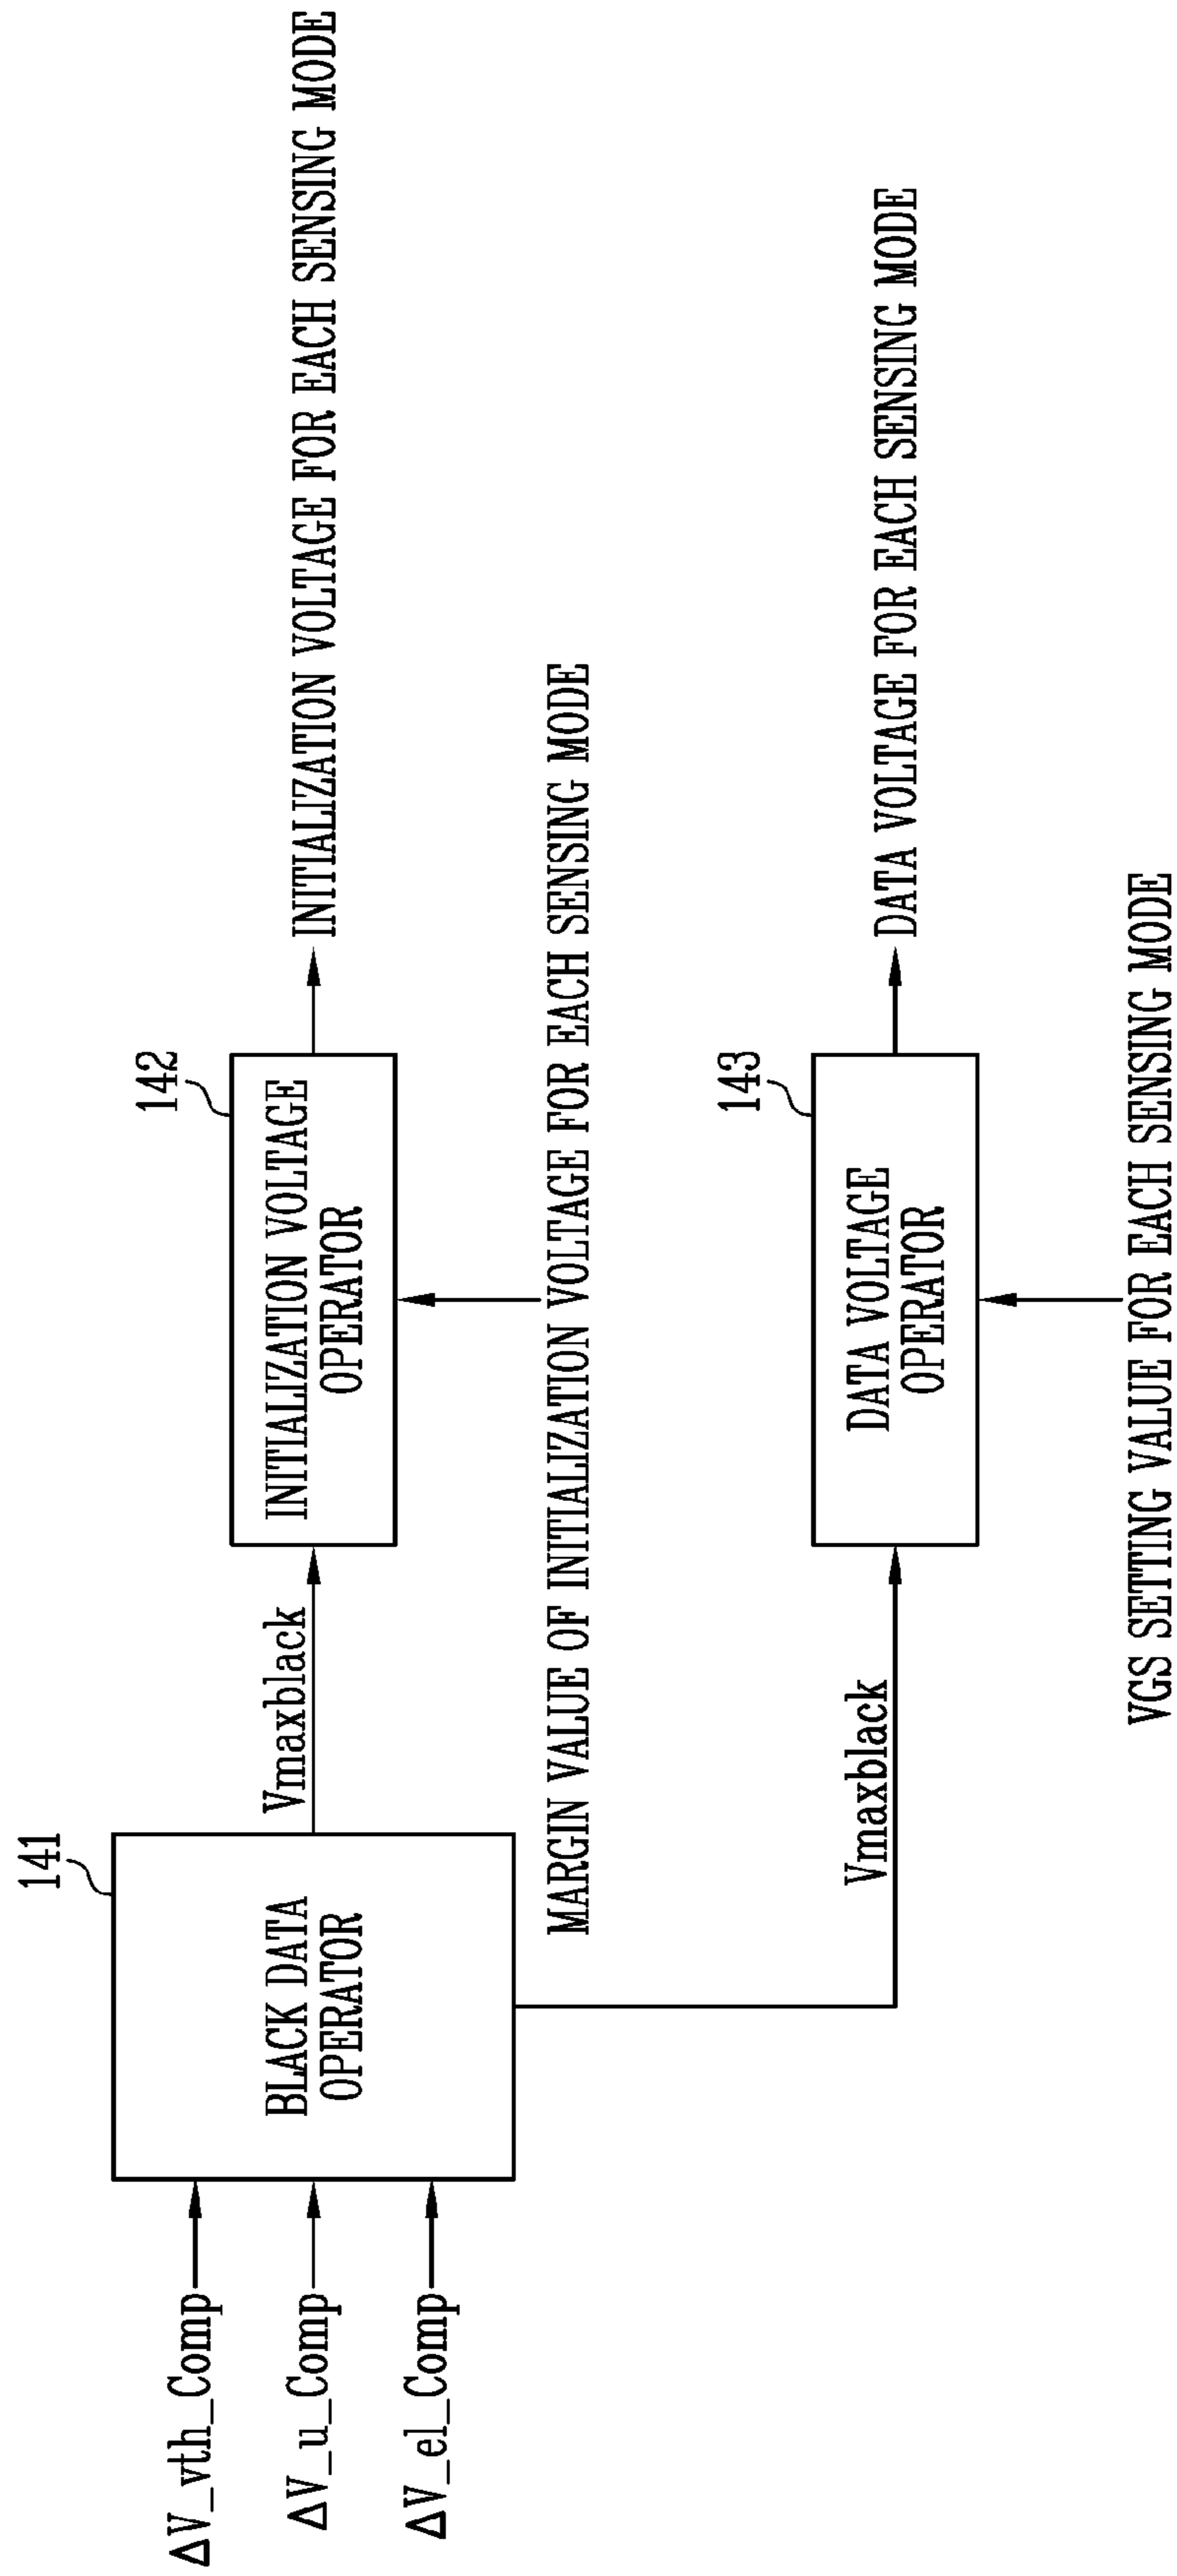 ΔV_vth_Comp
ΔV_u_Comp
ΔV_el_Comp
141
BLACK DATA
OPERATOR
Vmaxblack
142
INITIALIZATION VOLTAGE
OPERATOR
INITIALIZATION VOLTAGE FOR EACH SENSING MODE
MARGIN VALUE OF INITIALIZATION VOLTAGE FOR EACH SENSING MODE
Vmaxblack
143
DATA VOLTAGE
OPERATOR
DATA VOLTAGE FOR EACH SENSING MODE
VGS SETTING VALUE FOR EACH SENSING MODE